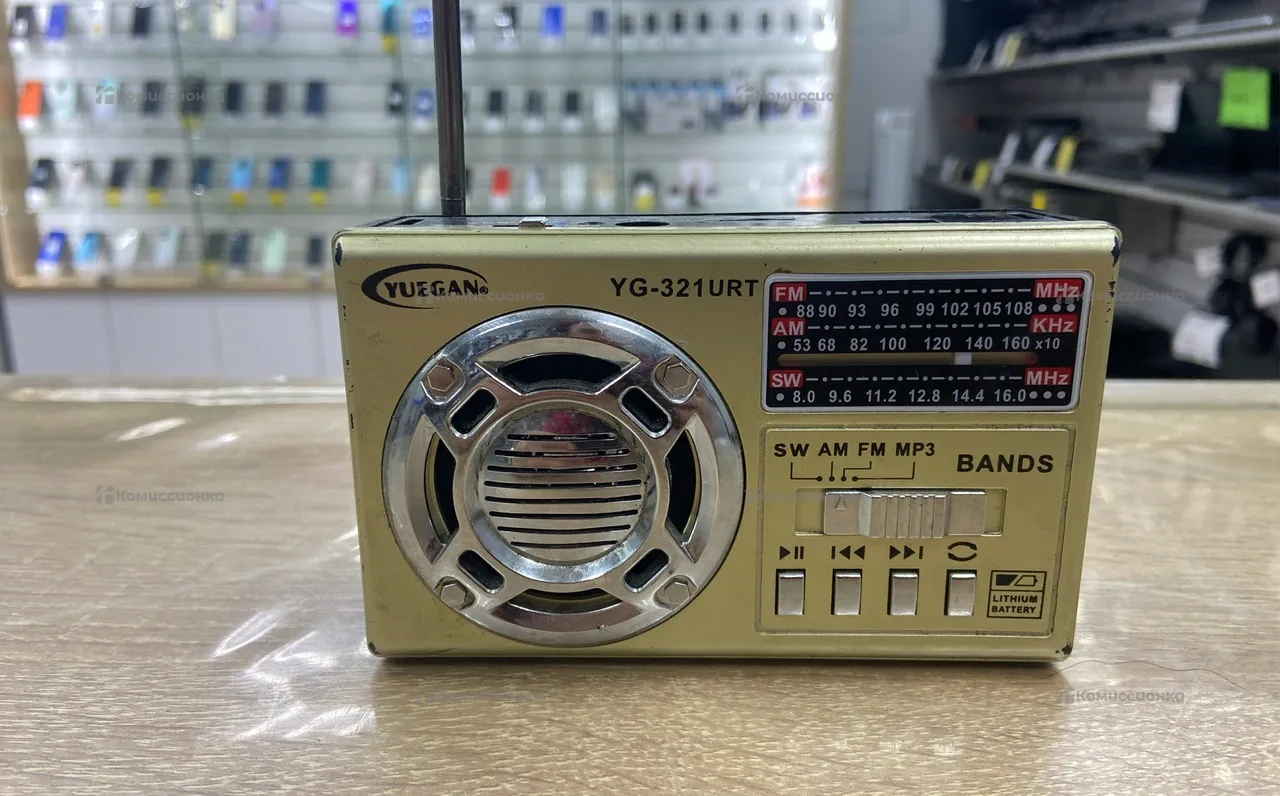 Комиссионка
Комиссионка
YUEGAN®
Комиссионка
YG-321URT
FM MHz
88 90 93 96 99 102 105 108
AM KHz
53 68 82 100 120 140 160 x10
SW MHz
8.0 9.6 11.2 12.8 14.4 16.0
SW AM FM MP3
BANDS
Комиссионка
LITHIUM
BATTERY
Комиссионка